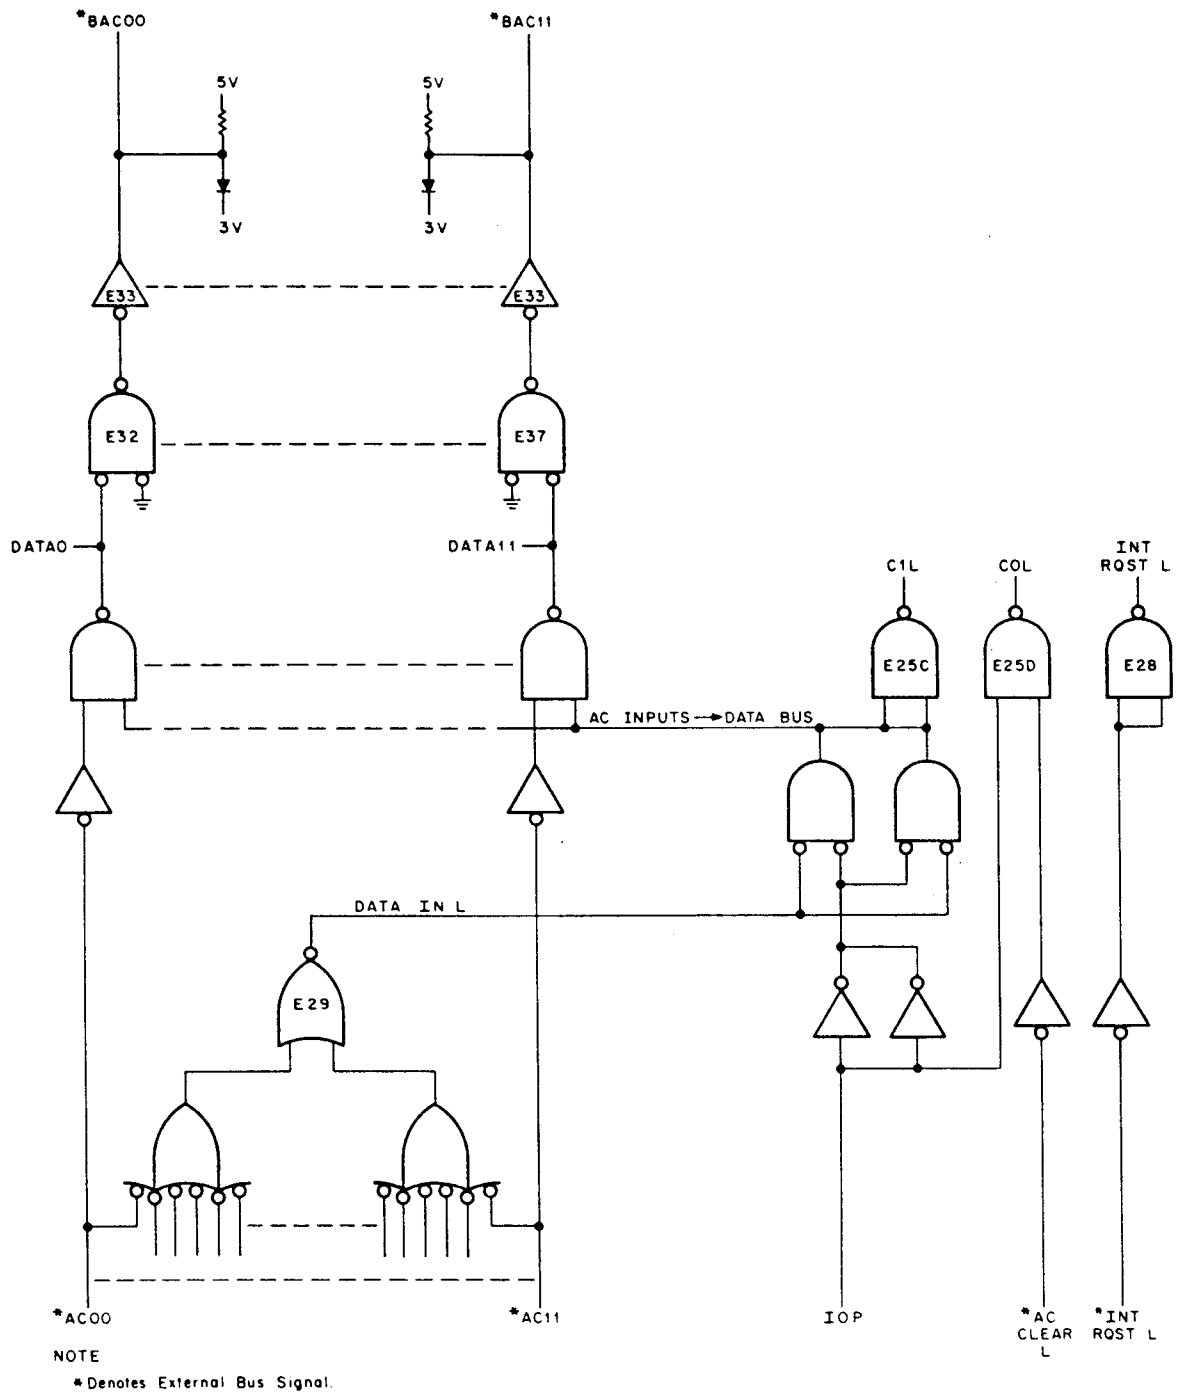 *BAC00
*BAC11
5V
5V
3V
3V
E33
E33
E32
E37
DATA0
DATA11
C1L
C0L
INT
RQST L
E25C
E25D
E28
AC INPUTS→DATA BUS
DATA IN L
E29
*AC00
*AC11
IOP
*AC
CLEAR
L
*INT
RQST L
NOTE
*Denotes External Bus Signal.